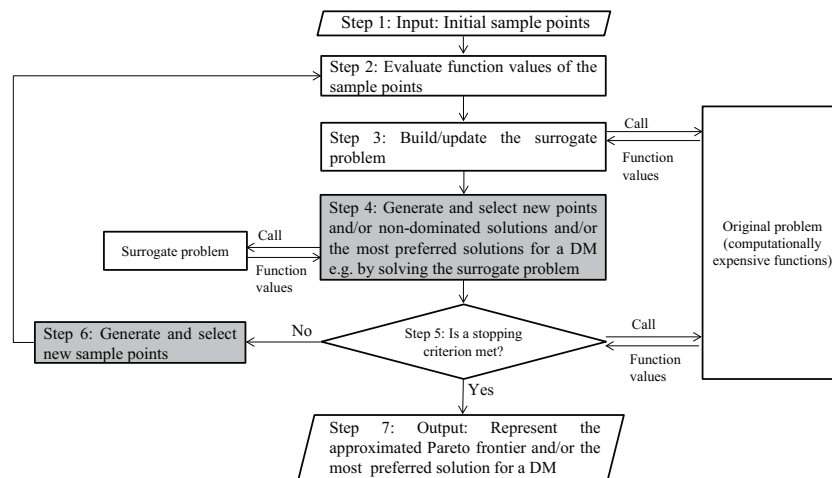 Step 1: Input: Initial sample points
Step 2: Evaluate function values of the
sample points
Step 3: Build/update the surrogate
problem
Call
Function
values
Step 4: Generate and select new points
and/or non-dominated solutions and/or
the most preferred solutions for a DM
e.g. by solving the surrogate problem
Surrogate problem
Call
Function
values
Original problem
(computationally
expensive functions)
Step 5: Is a stopping
criterion met?
Call
Function
values
No
Step 6: Generate and select
new sample points
Yes
Step 7: Output: Represent the
approximated Pareto frontier and/or the
most preferred solution for a DM